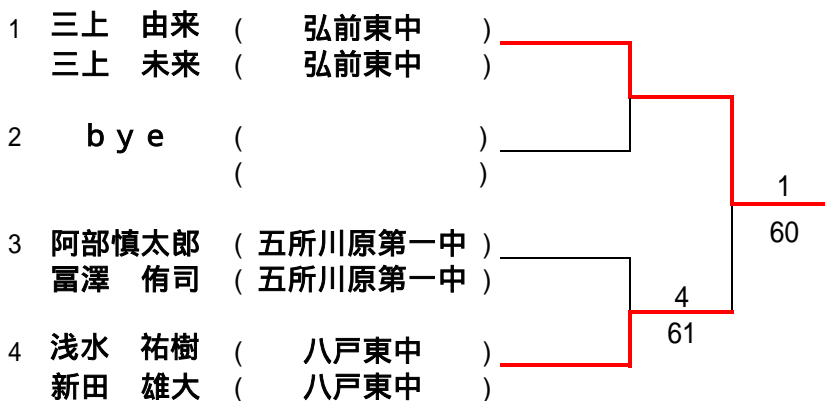 1 三上 由来 ( 弘前東中 )
三上 未来 ( 弘前東中 )
2 ｂｙｅ ( )
( )
1
60
3 阿部慎太郎 ( 五所川原第一中 )
冨澤 侑司 ( 五所川原第一中 )
4
61
4 浅水 祐樹 ( 八戸東中 )
新田 雄大 ( 八戸東中 )